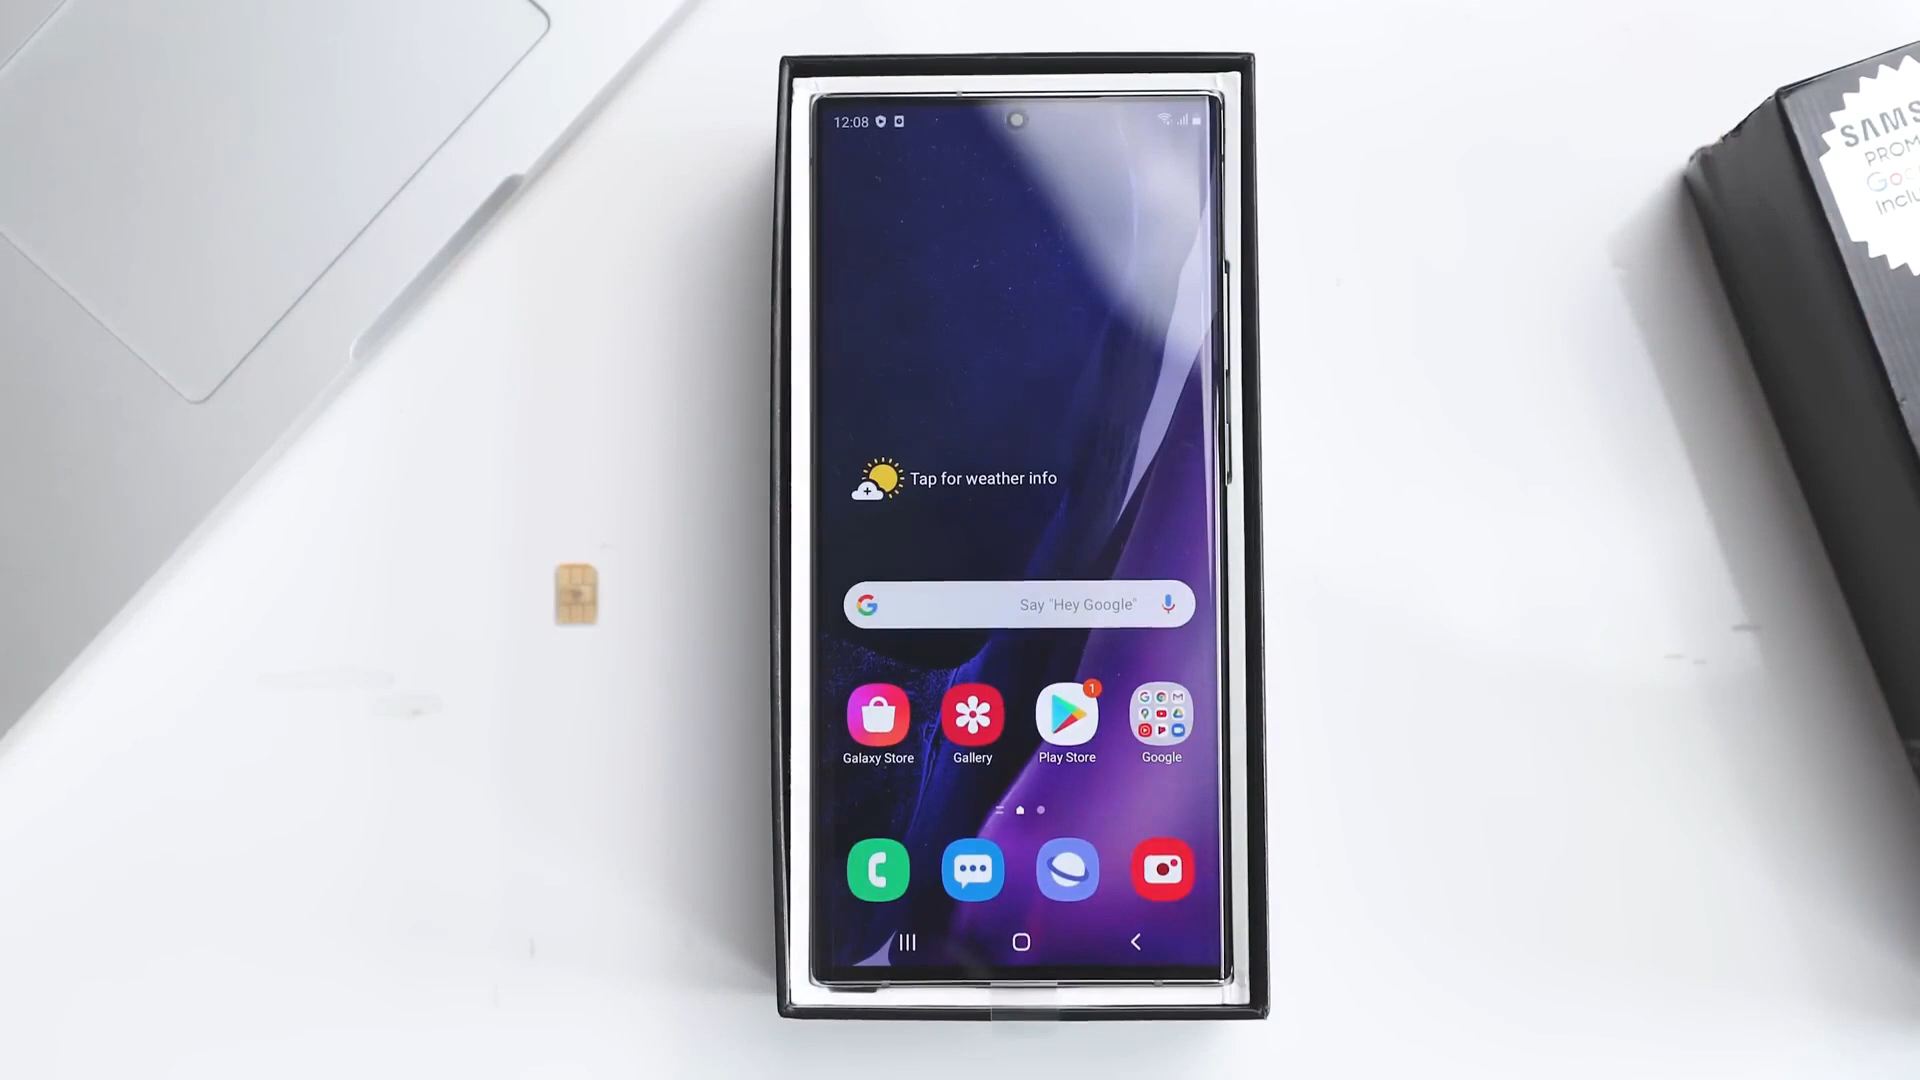 12:08
Tap for weather info
Say "Hey Google"
1
Galaxy Store
Gallery
Play Store
Google
SAMS
PROM
Goo
Inclu